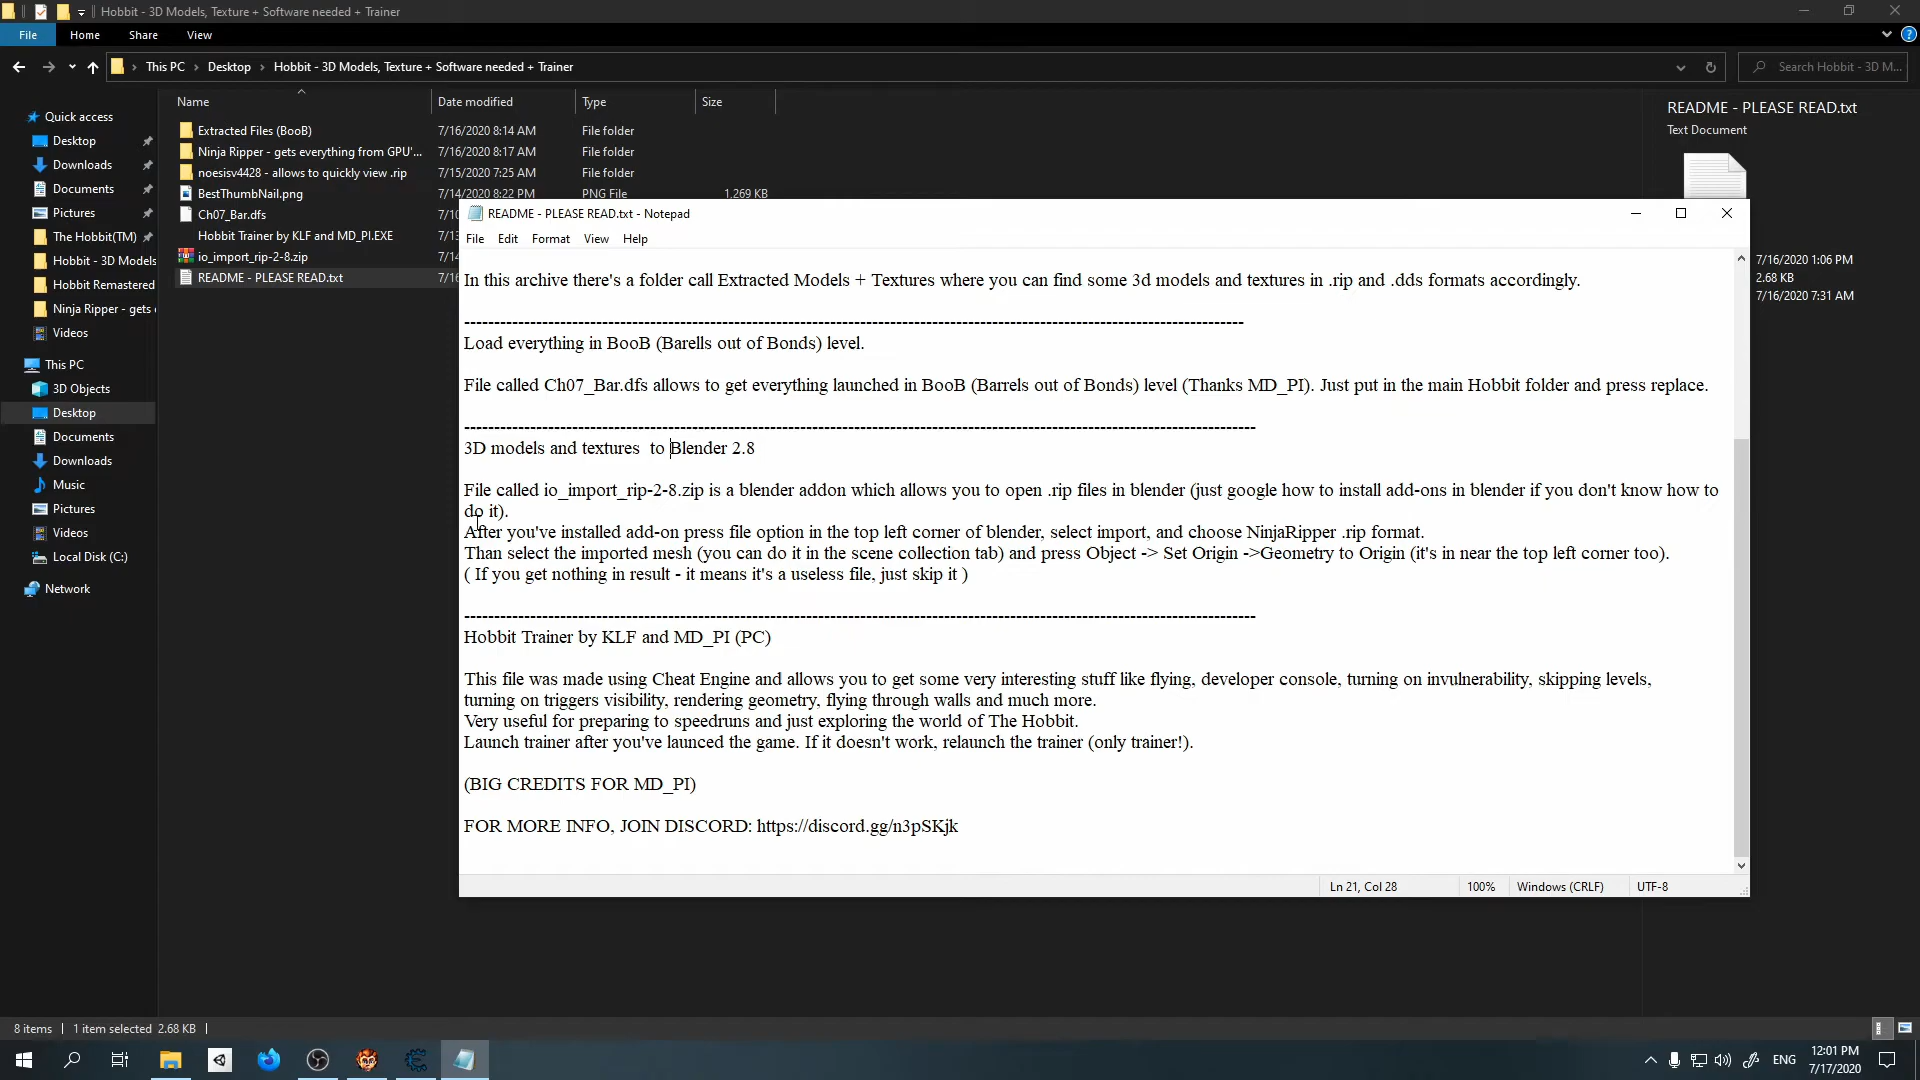 Hobbit - 3D Models, Texture + Software needed + Trainer
File Home Share View
This PC Desktop Hobbit - 3D Models, Texture + Software needed + Trainer
Search Hobbit - 3D M...
Name Date modified Type Size
Quick access
Desktop
Downloads
Documents
Pictures
The Hobbit(TM)
Hobbit - 3D Models
Hobbit Remastered
Ninja Ripper - gets
Videos
This PC
3D Objects
Desktop
Documents
Downloads
Music
Pictures
Videos
Local Disk (C:)
Network
Extracted Files (BooB) 7/16/2020 8:14 AM File folder
Ninja Ripper - gets everything from GPU'... 7/16/2020 8:17 AM File folder
noesisv4428 - allows to quickly view .rip 7/15/2020 7:25 AM File folder
BestThumbNail.png 7/14/2020 8:22 PM PNG File 1,269 KB
Ch07_Bar.dfs 7/10
Hobbit Trainer by KLF and MD_PI.EXE 7/13
io_import_rip-2-8.zip 7/14
README - PLEASE READ.txt 7/16
README - PLEASE READ.txt
Text Document
7/16/2020 1:06 PM
2.68 KB
7/16/2020 7:31 AM
README - PLEASE READ.txt - Notepad
File Edit Format View Help
In this archive there's a folder call Extracted Models + Textures where you can find some 3d models and textures in .rip and .dds formats accordingly.
----------------------------------------------------------------------------------------------------------------------------------
Load everything in BooB (Barells out of Bonds) level.
File called Ch07_Bar.dfs allows to get everything launched in BooB (Barrels out of Bonds) level (Thanks MD_PI). Just put in the main Hobbit folder and press replace.
------------------------------------------------------------------------------------------------------------------------------------
3D models and textures  to Blender 2.8
File called io_import_rip-2-8.zip is a blender addon which allows you to open .rip files in blender (just google how to install add-ons in blender if you don't know how to
do it).
After you've installed add-on press file option in the top left corner of blender, select import, and choose NinjaRipper .rip format.
Than select the imported mesh (you can do it in the scene collection tab) and press Object -> Set Origin ->Geometry to Origin (it's in near the top left corner too).
( If you get nothing in result - it means it's a useless file, just skip it )
------------------------------------------------------------------------------------------------------------------------------------
Hobbit Trainer by KLF and MD_PI (PC)
This file was made using Cheat Engine and allows you to get some very interesting stuff like flying, developer console, turning on invulnerability, skipping levels,
turning on triggers visibility, rendering geometry, flying through walls and much more.
Very useful for preparing to speedruns and just exploring the world of The Hobbit.
Launch trainer after you've launced the game. If it doesn't work, relaunch the trainer (only trainer!).
(BIG CREDITS FOR MD_PI)
FOR MORE INFO, JOIN DISCORD: https://discord.gg/n3pSKjk
Ln 21, Col 28 100% Windows (CRLF) UTF-8
8 items 1 item selected 2.68 KB
ENG
12:01 PM
7/17/2020